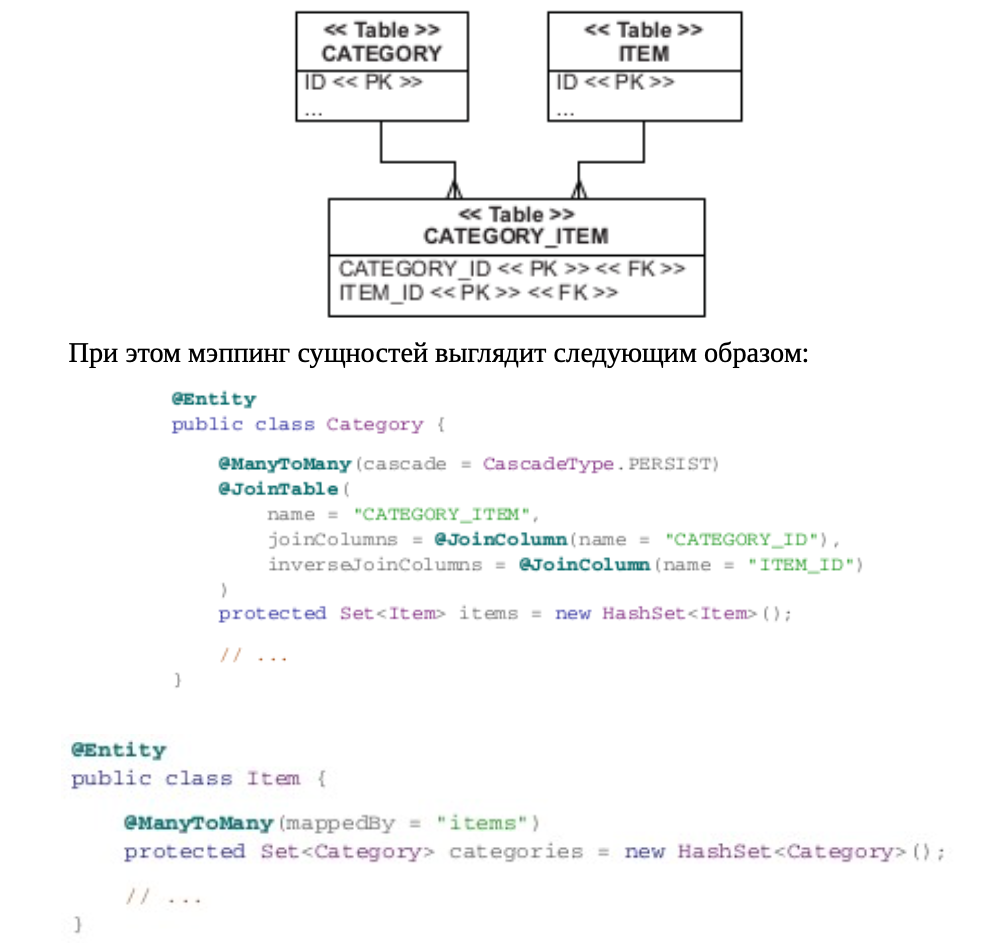 << Table >>
CATEGORY
ID << PK >>
...
<< Table >>
ITEM
ID << PK >>
...
<< Table >>
CATEGORY_ITEM
CATEGORY_ID << PK >> << FK >>
ITEM_ID << PK >> << FK >>
При этом мэппинг сущностей выглядит следующим образом:
@Entity
public class Category {
@ManyToMany(cascade = CascadeType.PERSIST)
@JoinTable(
name = "CATEGORY_ITEM",
joinColumns = @JoinColumn(name = "CATEGORY_ID"),
inverseJoinColumns = @JoinColumn(name = "ITEM_ID")
)
protected Set<Item> items = new HashSet<Item>();
// ...
}
@Entity
public class Item {
@ManyToMany(mappedBy = "items")
protected Set<Category> categories = new HashSet<Category>();
// ...
}